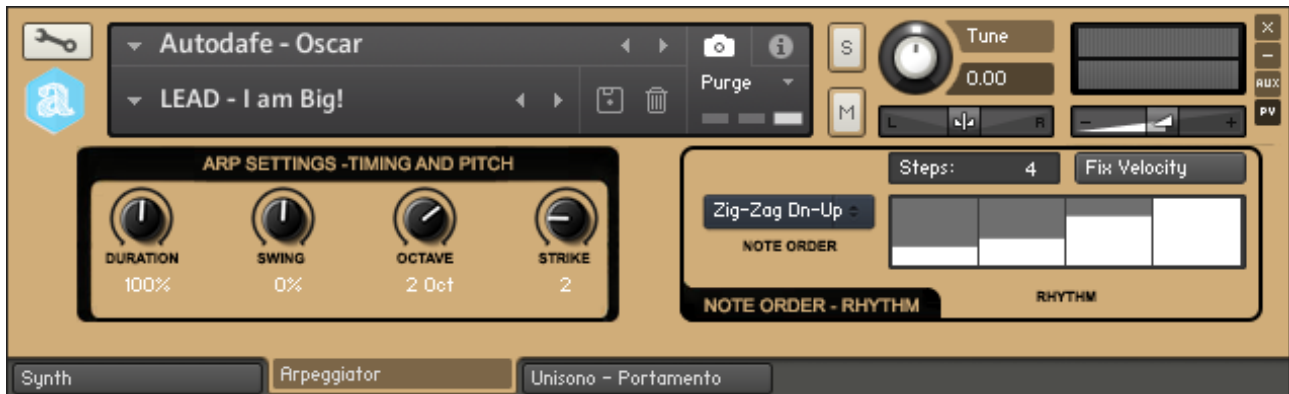 Autodafe - Oscar
LEAD - I am Big!
Purge
S
M
Tune
0.00
L
R
-
+
×
-
AUX
PV
ARP SETTINGS -TIMING AND PITCH
DURATION
SWING
OCTAVE
STRIKE
100%
0%
2 Oct
2
Steps: 4
Fix Velocity
Zig-Zag Dn-Up
NOTE ORDER
RHYTHM
NOTE ORDER - RHYTHM
Synth
Arpeggiator
Unisono - Portamento